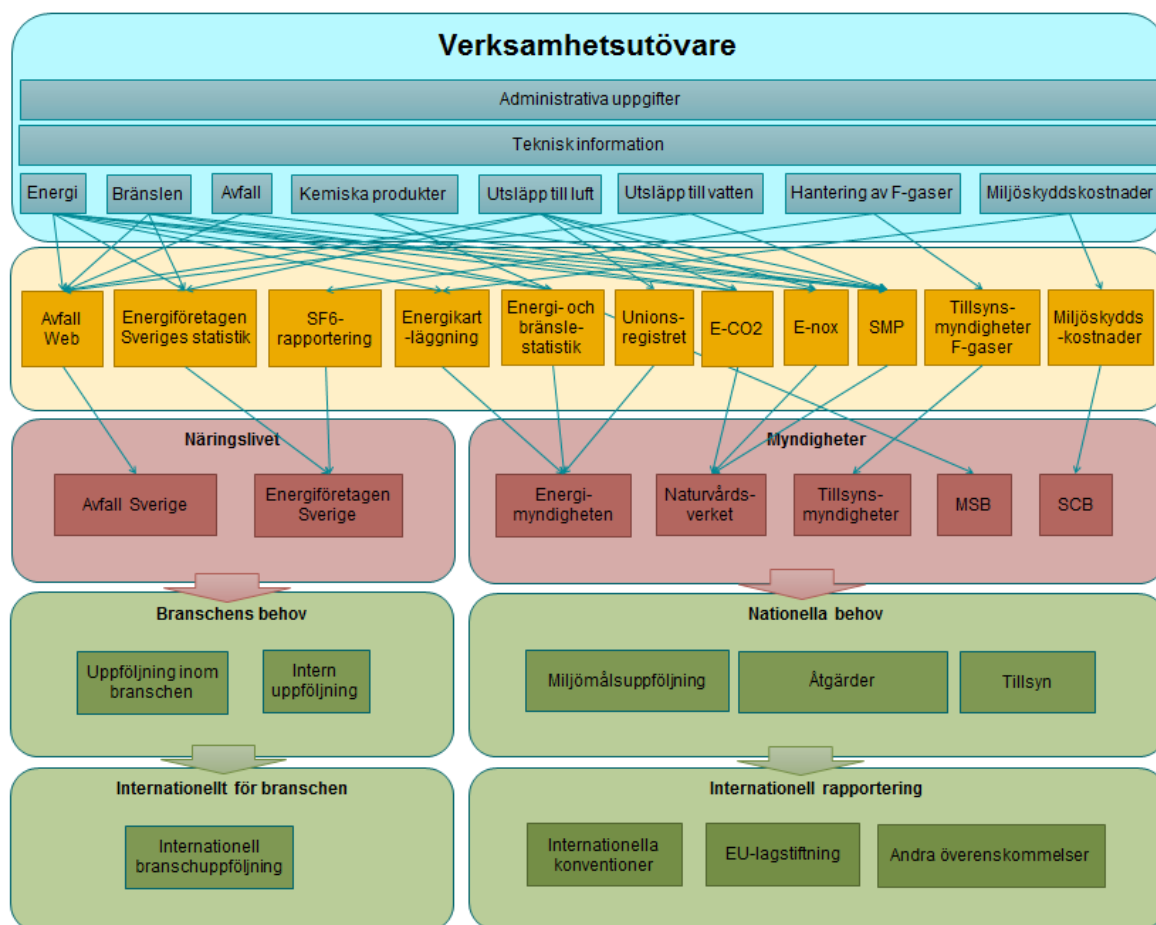 Verksamhetsutövare
Administrativa uppgifter
Teknisk information
Energi
Bränslen
Avfall
Kemiska produkter
Utsläpp till luft
Utsläpp till vatten
Hantering av F-gaser
Miljöskyddskostnader
Avfall
Web
Energiföretagen
Sveriges statistik
SF6-
rapportering
Energikart
-läggning
Energi- och
bränsle-
statistik
Unions-
registret
E-CO2
E-nox
SMP
Tillsyns-
myndigheter
F-gaser
Miljöskydds
-kostnader
Näringslivet
Avfall Sverige
Energiföretagen
Sverige
Myndigheter
Energi-
myndigheten
Naturvårds-
verket
Tillsyns-
myndigheter
MSB
SCB
Branschens behov
Uppföljning inom
branschen
Intern
uppföljning
Nationella behov
Miljömålsuppföljning
Åtgärder
Tillsyn
Internationellt för branschen
Internationell
branschuppföljning
Internationell rapportering
Internationella
konventioner
EU-lagstiftning
Andra överenskommelser